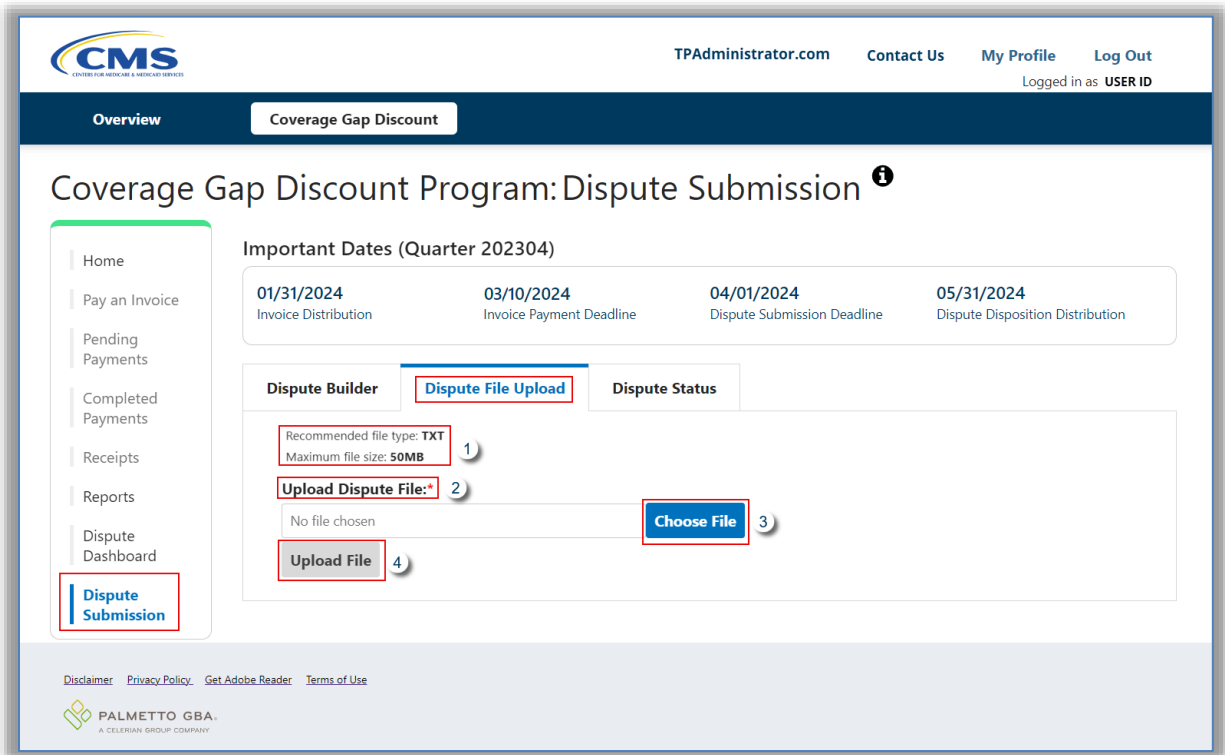 CMS
CENTERS FOR MEDICARE & MEDICAID SERVICES
TPAdministrator.com Contact Us My Profile Log Out
Logged in as USER ID
Overview Coverage Gap Discount
Coverage Gap Discount Program: Dispute Submission
Home
Pay an Invoice
Pending
Payments
Completed
Payments
Receipts
Reports
Dispute
Dashboard
Dispute
Submission
Important Dates (Quarter 202304)
01/31/2024 03/10/2024 04/01/2024 05/31/2024
Invoice Distribution Invoice Payment Deadline Dispute Submission Deadline Dispute Disposition Distribution
Dispute Builder Dispute File Upload Dispute Status
Recommended file type: TXT
Maximum file size: 50MB
1
Upload Dispute File:* 2
No file chosen Choose File 3
Upload File 4
Disclaimer Privacy Policy Get Adobe Reader Terms of Use
PALMETTO GBA.
A CELERIAN GROUP COMPANY